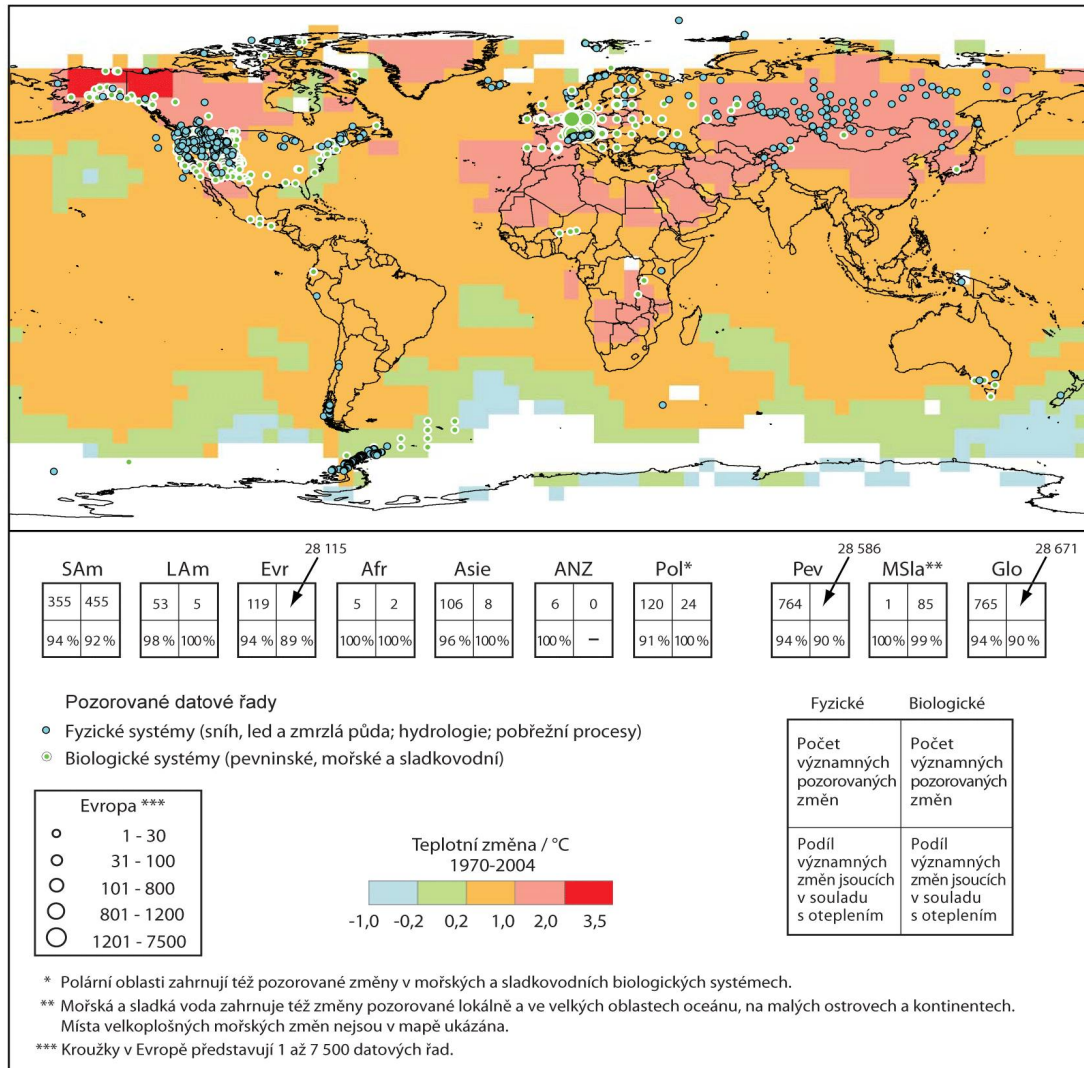 28 115
28 586
28 671
SAm LAm Evr Afr Asie ANZ Pol* Pev MSla** Glo
355 455 53 5 119 5 2 106 8 6 0 120 24 764 1 85 765
94 % 92 % 98 % 100% 94 % 89 % 100% 100% 96 % 100% 100% – 91 % 100% 94 % 90 % 100% 99% 94 % 90 %
Pozorované datové řady
Fyzické systémy (sníh, led a zmrzlá půda; hydrologie; pobřežní procesy)
Biologické systémy (pevninské, mořské a sladkovodní)
Evropa ***
1 - 30
31 - 100
101 - 800
801 - 1200
1201 - 7500
Teplotní změna / °C
1970-2004
-1,0 -0,2 0,2 1,0 2,0 3,5
Fyzické Biologické
Počet
významných
pozorovaných
změn
Počet
významných
pozorovaných
změn
Podíl
významných
změn jsoucích
v souladu
s oteplením
Podíl
významných
změn jsoucích
v souladu
s oteplením
* Polární oblasti zahrnují též pozorované změny v mořských a sladkovodních biologických systémech.
** Mořská a sladká voda zahrnuje též změny pozorované lokálně a ve velkých oblastech oceánu, na malých ostrovech a kontinentech.
Místa velkoplošných mořských změn nejsou v mapě ukázána.
*** Kroužky v Evropě představují 1 až 7 500 datových řad.